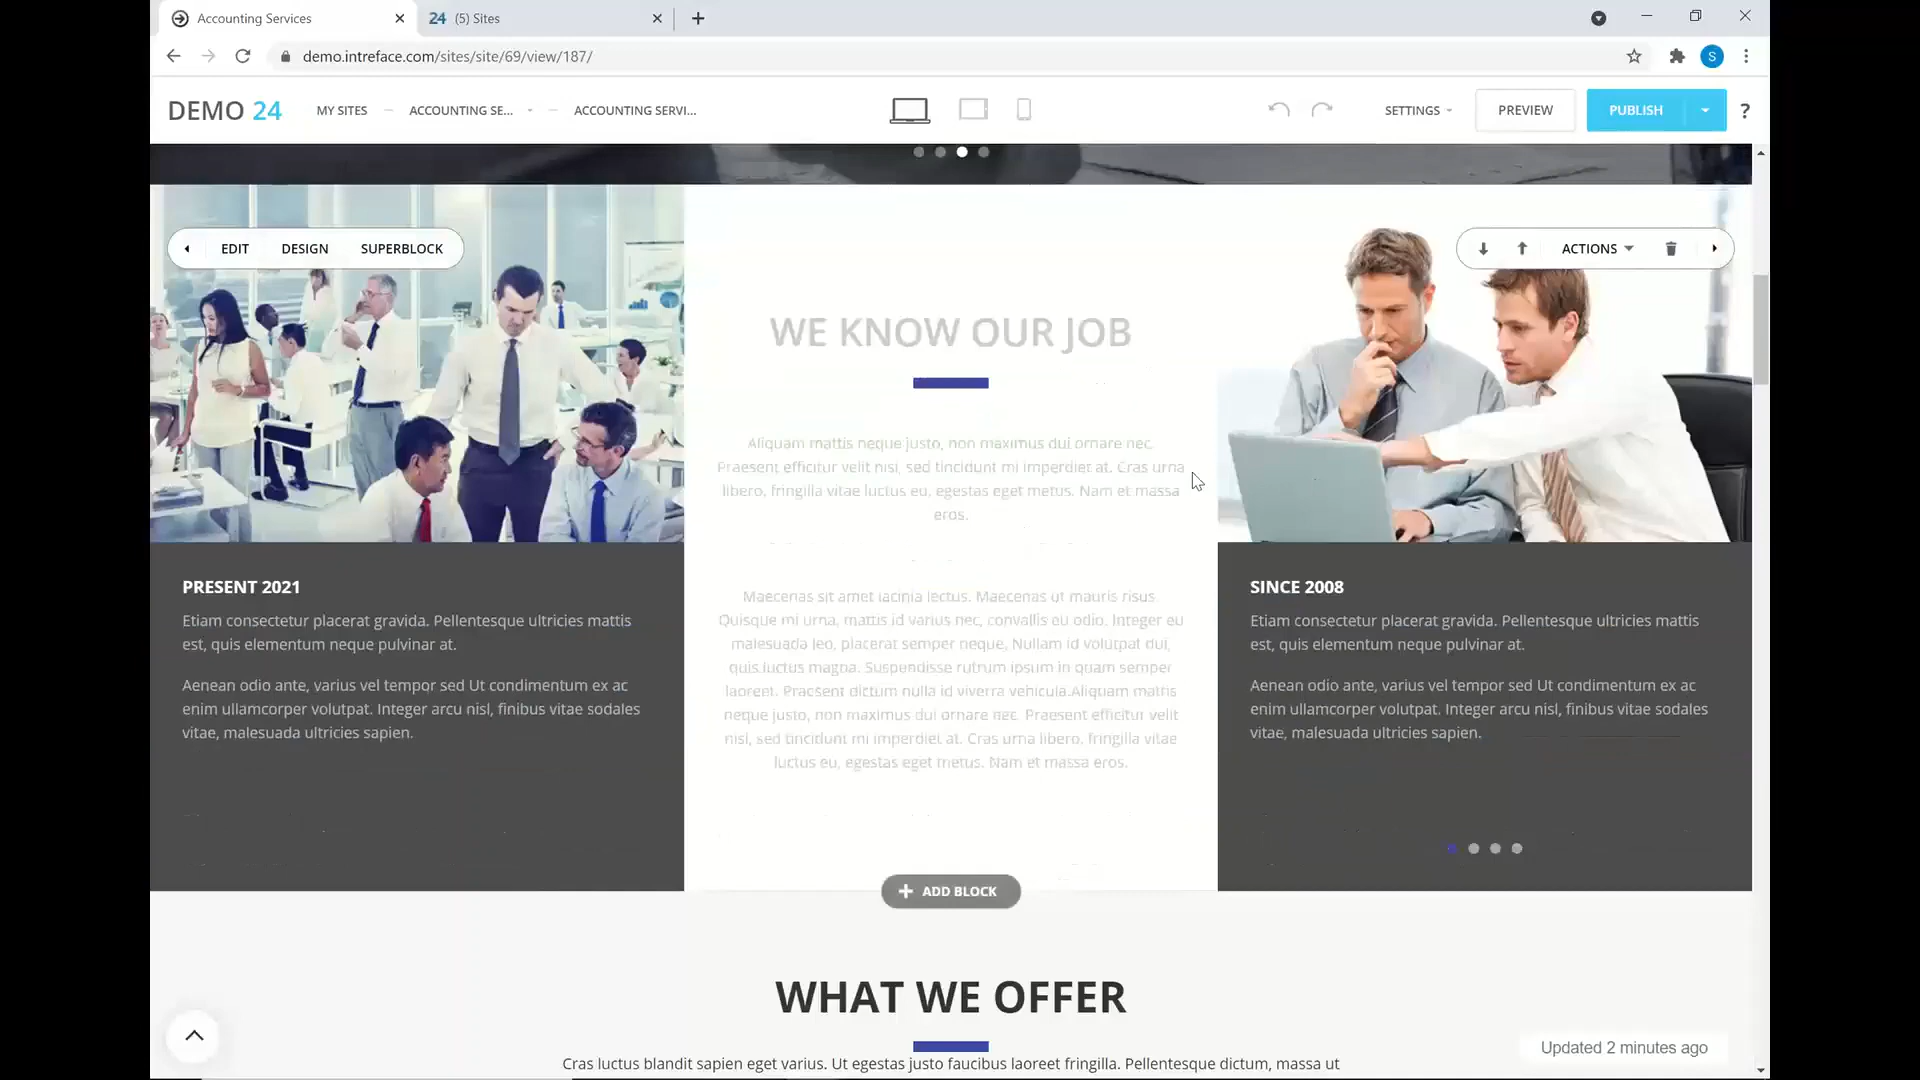 Accounting Services
24 (5) Sites
demo.intreface.com/sites/site/69/view/187/
S
DEMO 24
MY SITES
ACCOUNTING SE...
ACCOUNTING SERVI...
SETTINGS
PREVIEW
PUBLISH
?
EDIT
DESIGN
SUPERBLOCK
ACTIONS
WE KNOW OUR JOB
Aliquam mattis neque justo, non maximus dui ornare nec.
Praesent efficitur velit nisi, sed tincidunt mi imperdiet at. Cras urna
libero, fringilla vitae luctus eu, egestas eget metus. Nam et massa
eros.
Maecenas sit amet lacinia lectus. Maecenas ut mauris risus.
Quisque mi urna, mattis id varius nec, convallis eu odio. Integer eu
malesuada leo, placerat semper neque. Nullam id volutpat dui,
quis luctus magna. Suspendisse rutrum ipsum in quam semper
laoreet. Praesent dictum nulla id viverra vehicula.Aliquam mattis
neque justo, non maximus dui ornare nec. Praesent efficitur velit
nisl, sed tincidunt mi imperdiet at. Cras urna libero, fringilla vitae
luctus eu, egestas eget metus. Nam et massa eros.
PRESENT 2021
Etiam consectetur placerat gravida. Pellentesque ultricies mattis
est, quis elementum neque pulvinar at.
Aenean odio ante, varius vel tempor sed Ut condimentum ex ac
enim ullamcorper volutpat. Integer arcu nisl, finibus vitae sodales
vitae, malesuada ultricies sapien.
SINCE 2008
Etiam consectetur placerat gravida. Pellentesque ultricies mattis
est, quis elementum neque pulvinar at.
Aenean odio ante, varius vel tempor sed Ut condimentum ex ac
enim ullamcorper volutpat. Integer arcu nisl, finibus vitae sodales
vitae, malesuada ultricies sapien.
+ ADD BLOCK
WHAT WE OFFER
Cras luctus blandit sapien eget varius. Ut egestas justo faucibus laoreet fringilla. Pellentesque dictum, massa ut
Updated 2 minutes ago